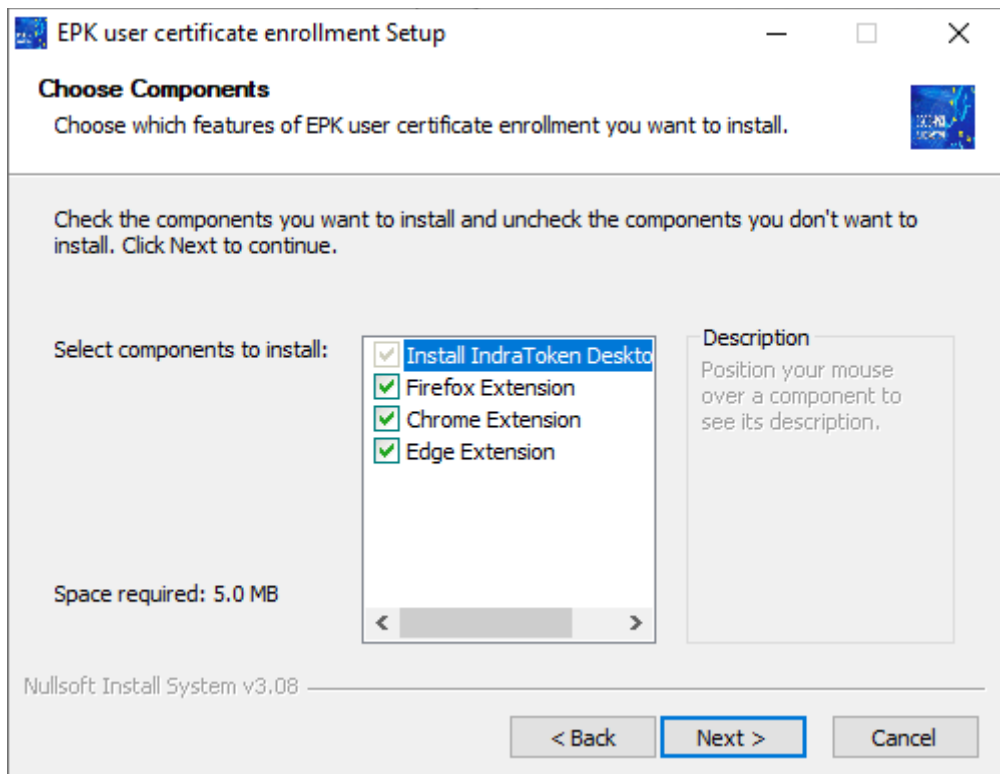 EPK user certificate enrollment Setup
Choose Components
Choose which features of EPK user certificate enrollment you want to install.
Check the components you want to install and uncheck the components you don't want to
install. Click Next to continue.
Select components to install:
Install IndraToken Deskto
Firefox Extension
Chrome Extension
Edge Extension
Description
Position your mouse
over a component to
see its description.
Space required: 5.0 MB
Nullsoft Install System v3.08
< Back
Next >
Cancel